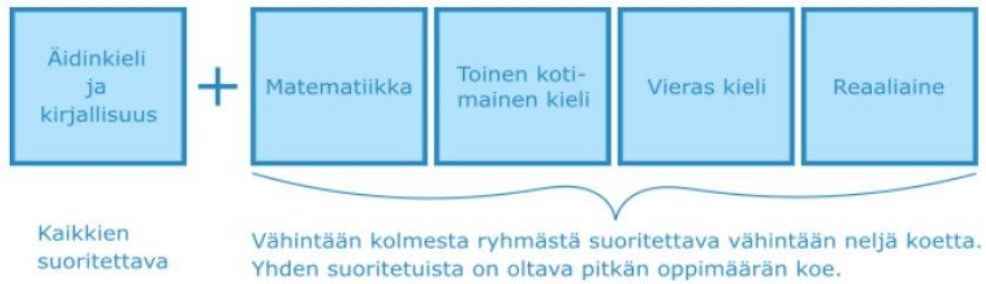 Äidinkieli
ja
kirjallisuus
+
Matematiikka
Toinen koti-
mainen kieli
Vieras kieli
Reaaliaine
Kaikkien
suoritettava
Vähintään kolmesta ryhmästä suoritettava vähintään neljä koetta.
Yhden suoritetuista on oltava pitkän oppimäärän koe.